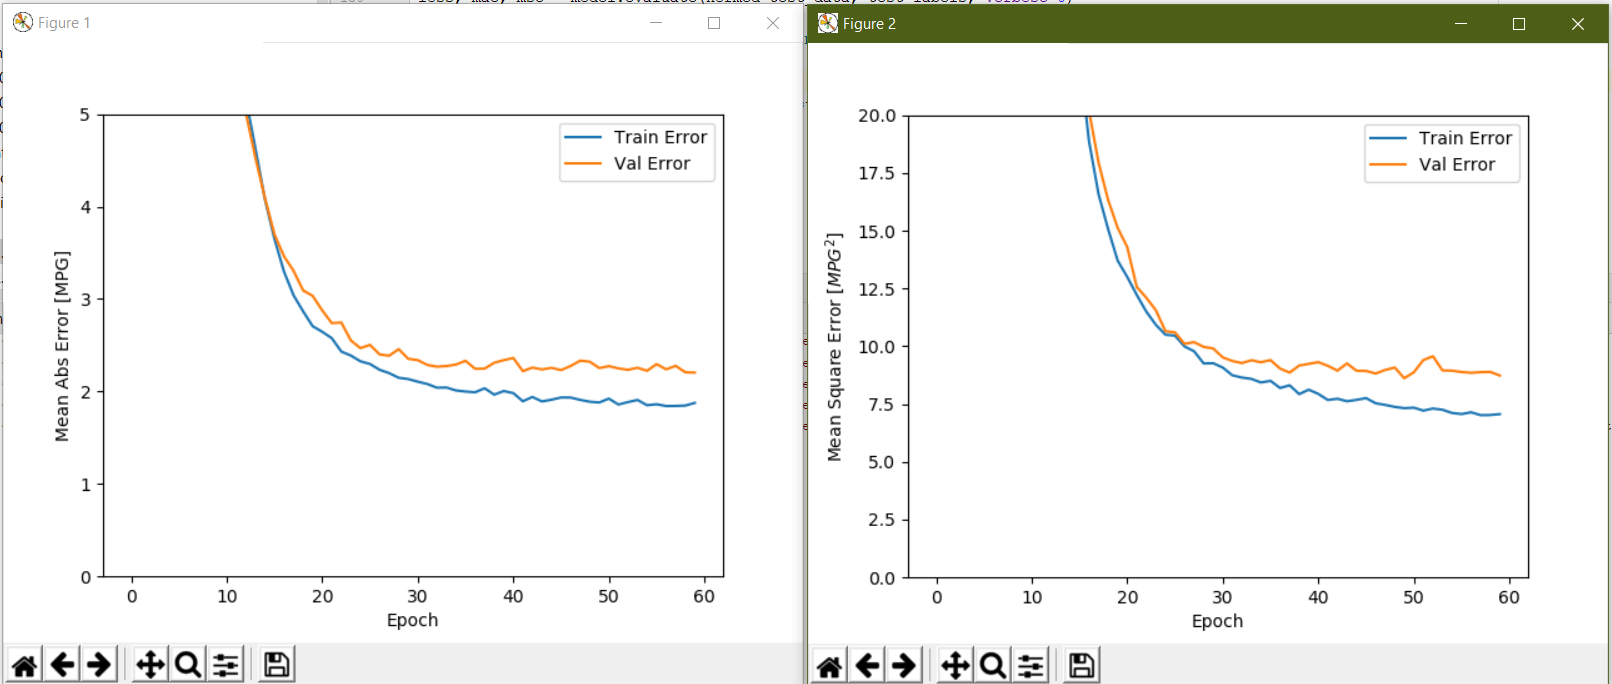 Figure 1
5
4
3
2
1
0
Mean Abs Error [MPG]
Train Error
Val Error
0 10 20 30 40 50 60
Epoch
Figure 2
20.0
17.5
15.0
12.5
10.0
7.5
5.0
2.5
0.0
Mean Square Error [MPG²]
Train Error
Val Error
0 10 20 30 40 50 60
Epoch